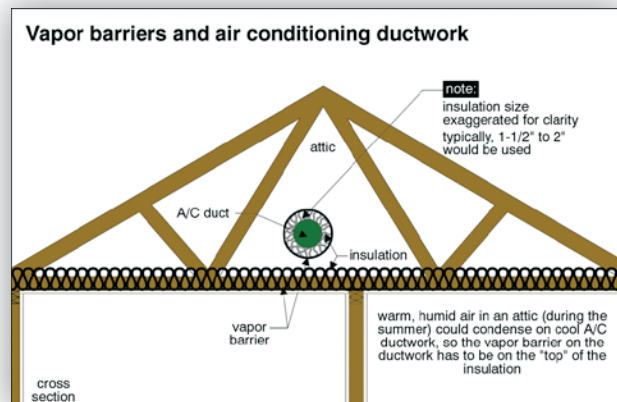 Vapor barriers and air conditioning ductwork
note:
insulation size
exaggerated for clarity
typically, 1-1/2" to 2"
would be used
attic
A/C duct
insulation
vapor
barrier
warm, humid air in an attic (during the
summer) could condense on cool A/C
ductwork, so the vapor barrier on the
ductwork has to be on the "top" of the
insulation
cross
section